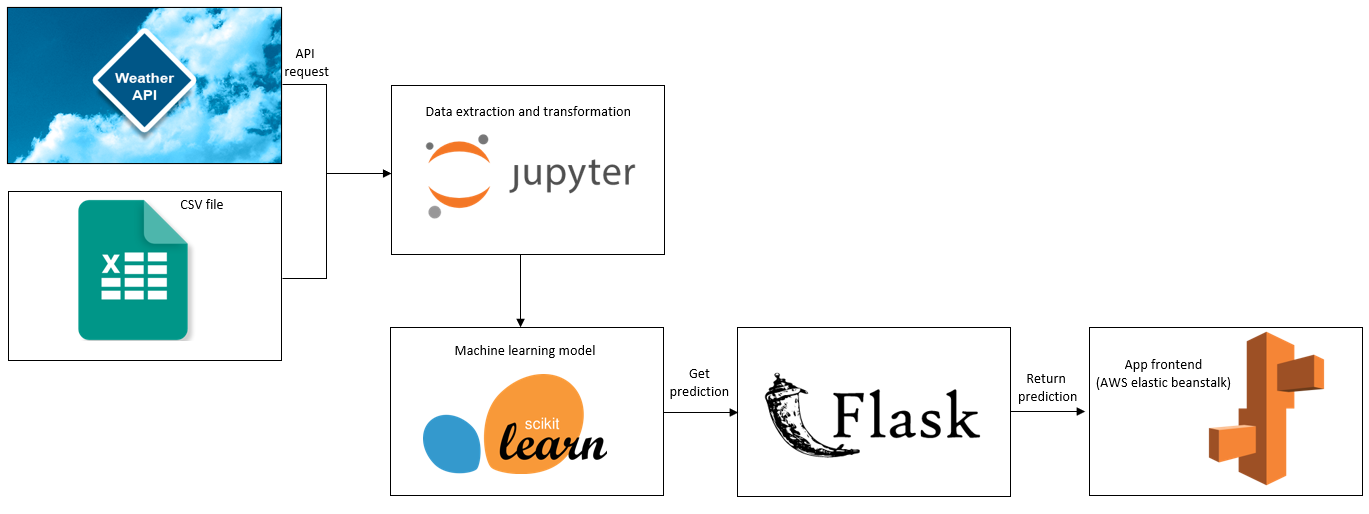 Weather
API
API
request
CSV file
X
Data extraction and transformation
jupyter
Machine learning model
scikit
learn
Get
prediction
Flask
Return
prediction
App frontend
(AWS elastic beanstalk)